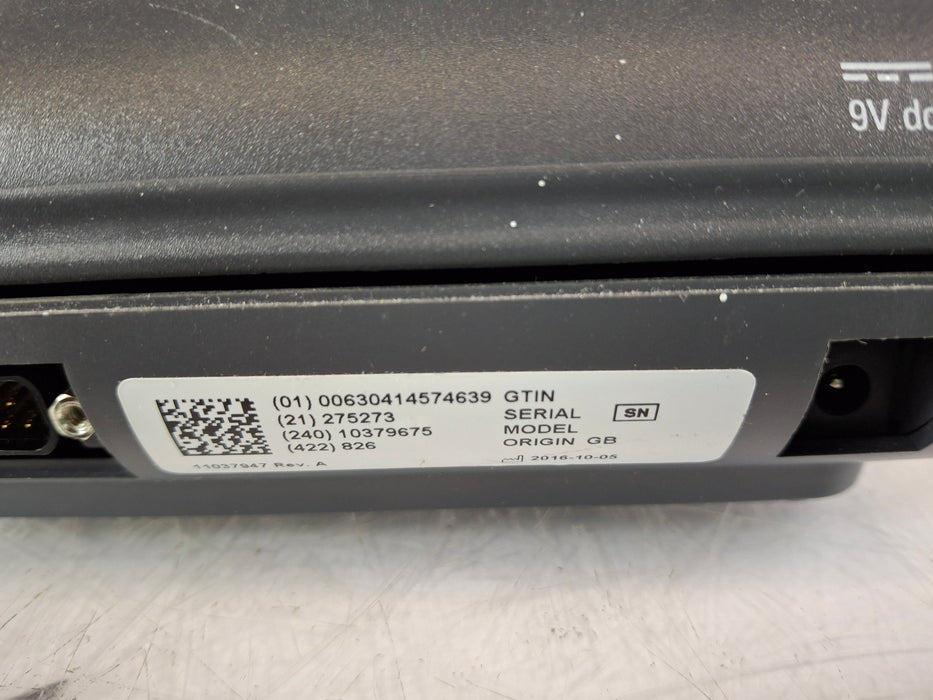 9V dc
(01) 00630414574639 GTIN
(21) 275273 SERIAL SN
(240) 10379675 MODEL
(422) 826 ORIGIN GB
11037947 Rev. A 2016-10-05